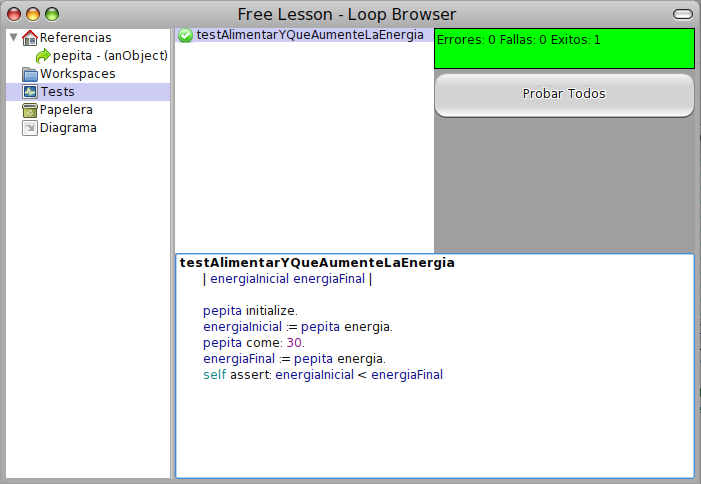 Free Lesson - Loop Browser
Referencias
pepita - (anObject)
Workspaces
Tests
Papelera
Diagrama
testAlimentarYQueAumenteLaEnergia
Errores: 0 Fallas: 0 Exitos: 1
Probar Todos
testAlimentarYQueAumenteLaEnergia
| energiaInicial energiaFinal |
pepita initialize.
energiaInicial := pepita energia.
pepita come: 30.
energiaFinal := pepita energia.
self assert: energiaInicial < energiaFinal